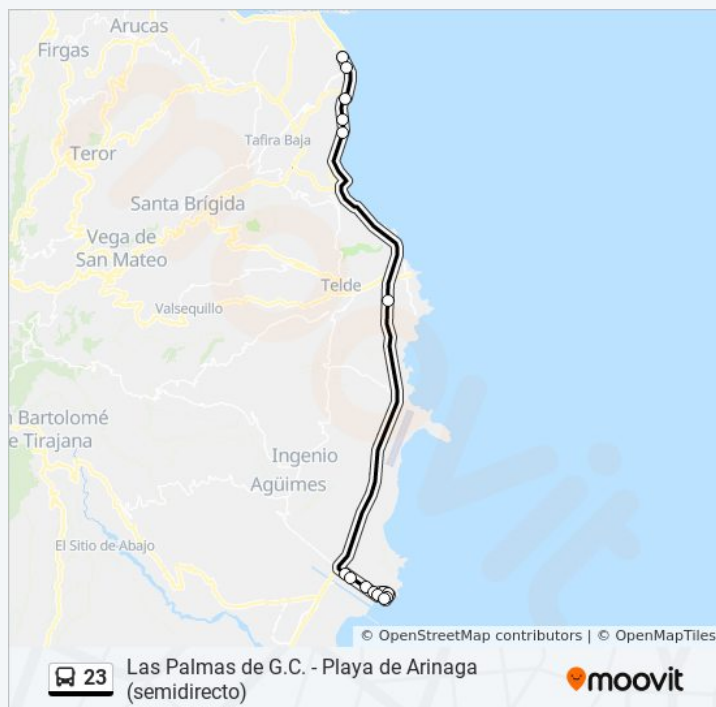 Arucas
Firgas
Tafira Baja
Teror
Santa Brígida
Vega de
San Mateo
Telde
Valsequillo
n Bartolomé
e Tirajana
Ingenio
Agüimes
El Sitio de Abajo
moovit
© OpenStreetMap contributors | © OpenMapTiles
23
Las Palmas de G.C. - Playa de Arinaga
(semidirecto)
moovit